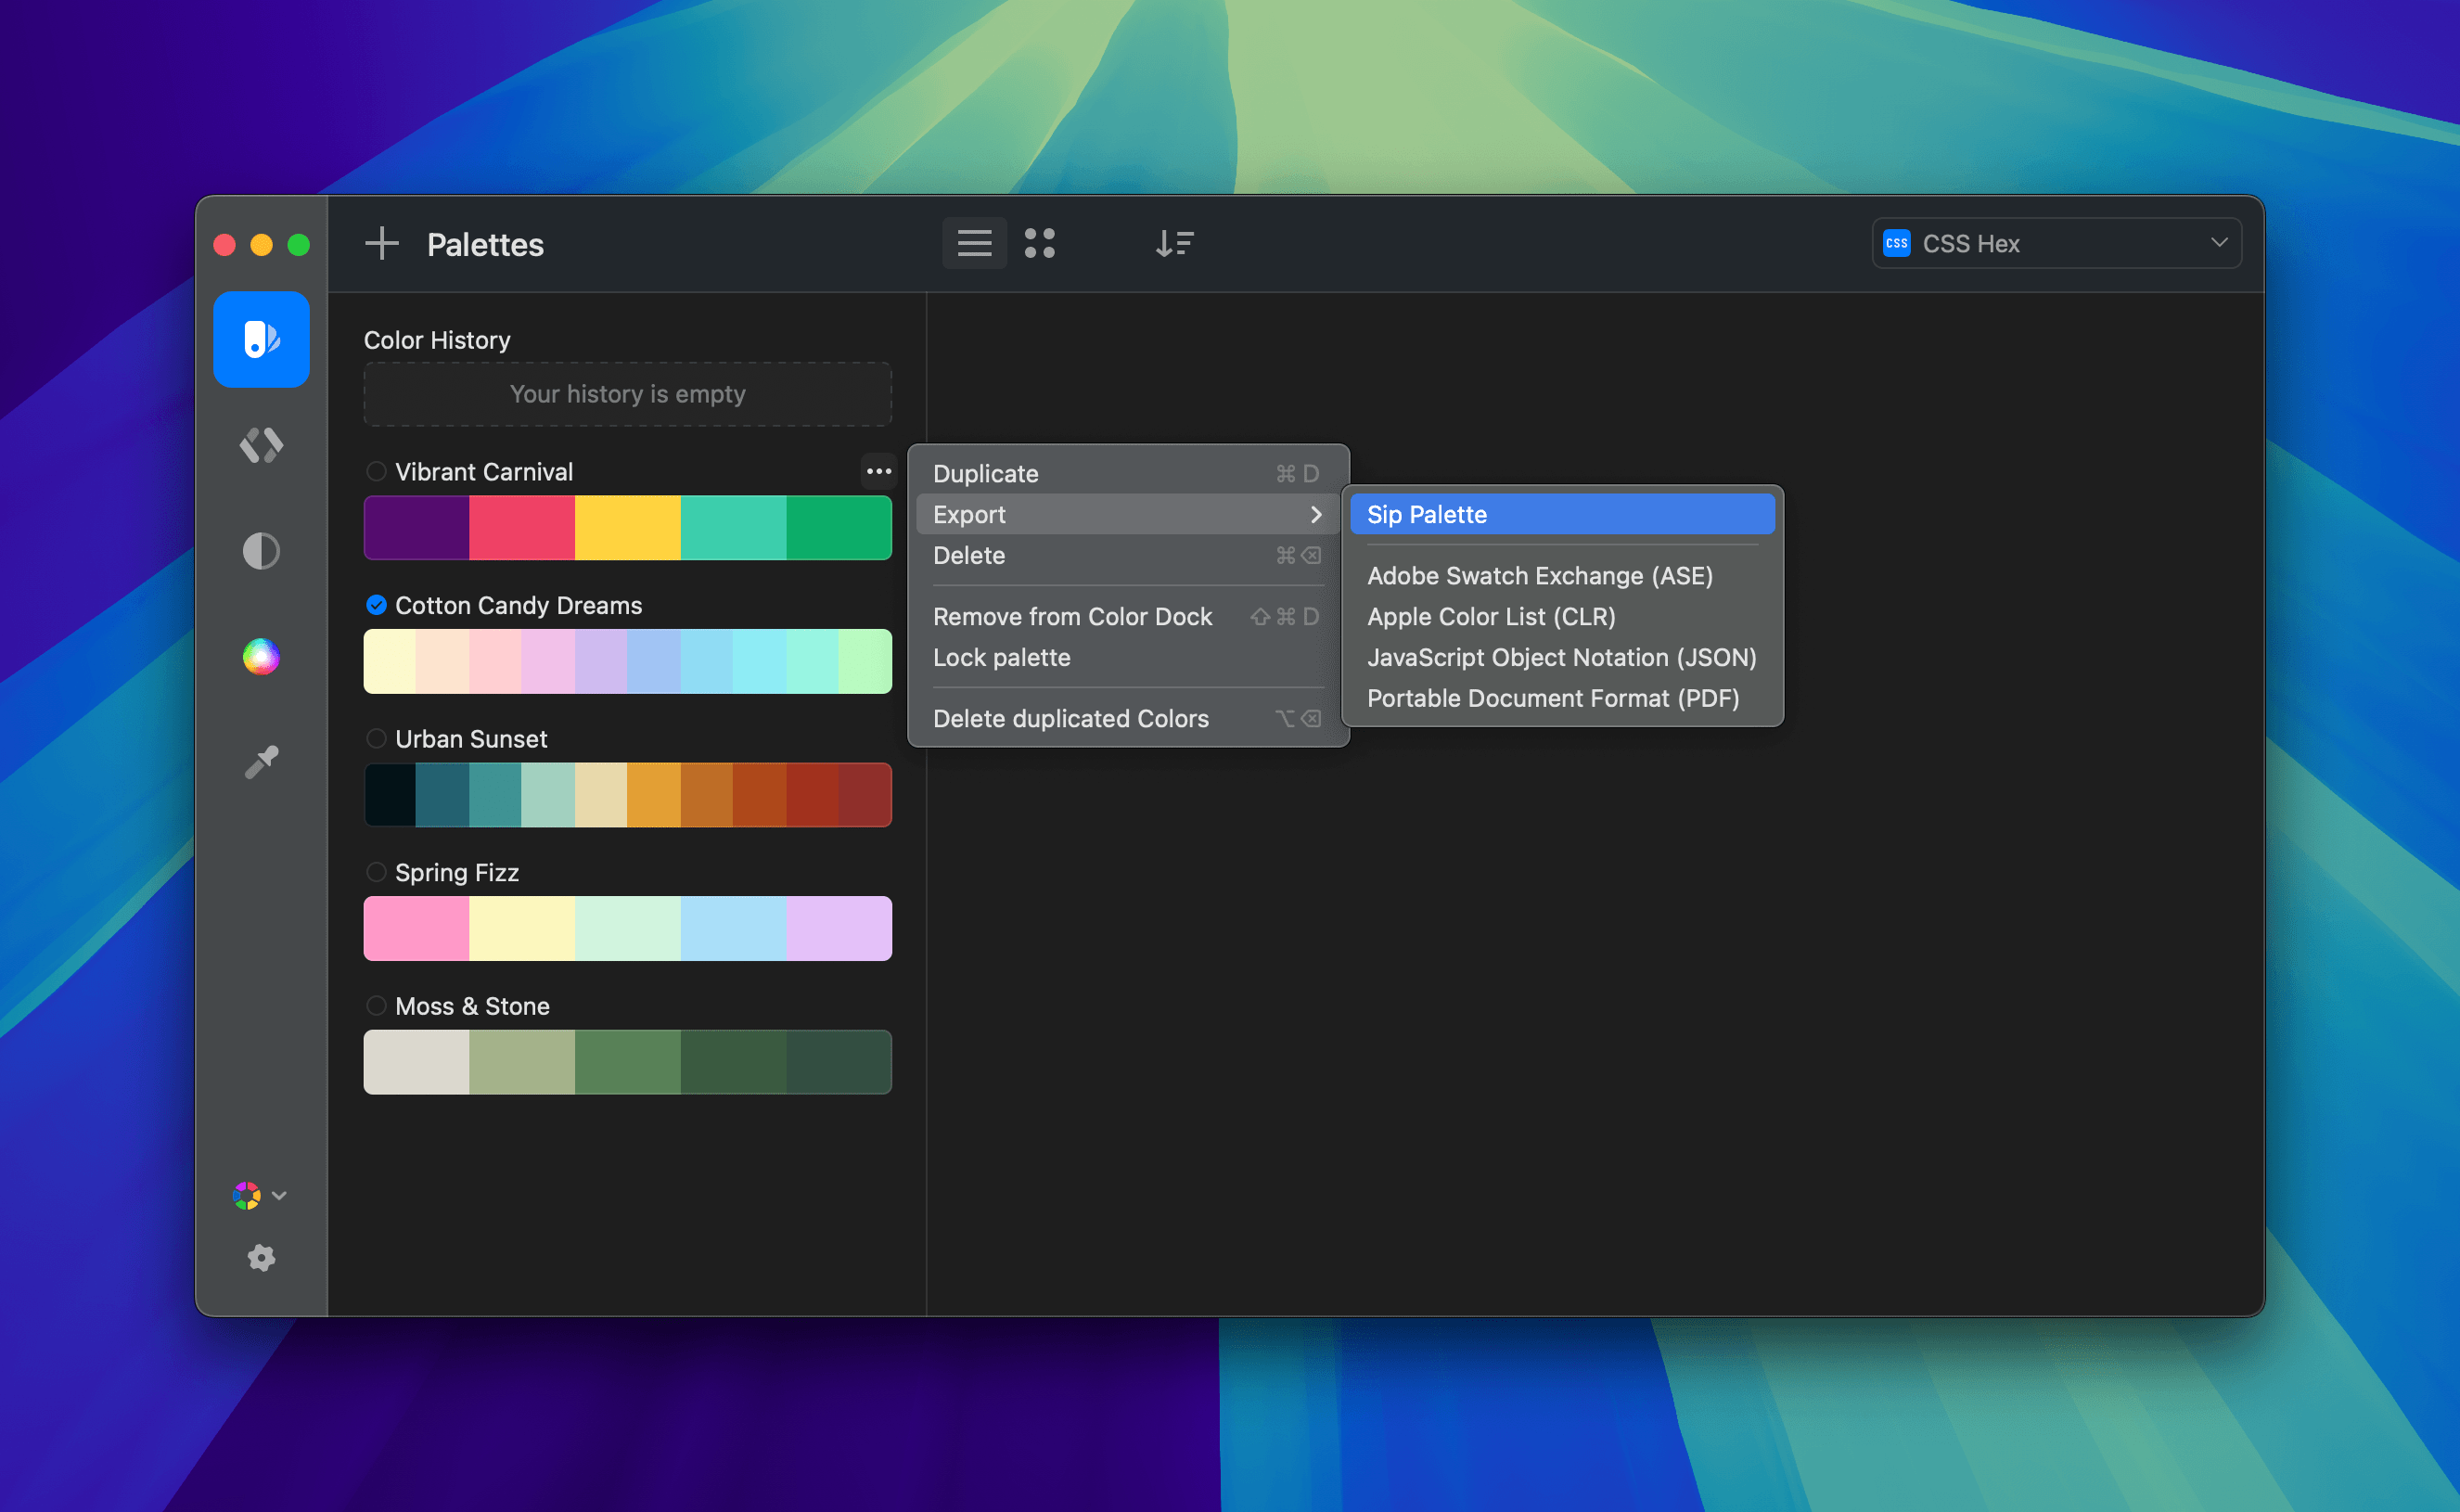 Palettes
CSS CSS Hex
Color History
Your history is empty
Vibrant Carnival
Cotton Candy Dreams
Urban Sunset
Spring Fizz
Moss & Stone
Duplicate ⌘ D
Export
Delete ⌘⌫
Remove from Color Dock ⇧⌘ D
Lock palette
Delete duplicated Colors ⌥⌫
Sip Palette
Adobe Swatch Exchange (ASE)
Apple Color List (CLR)
JavaScript Object Notation (JSON)
Portable Document Format (PDF)